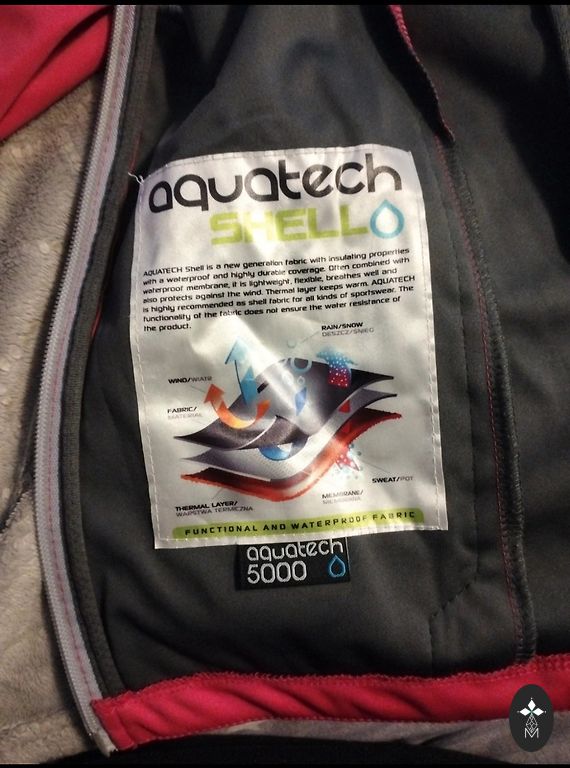 aquatech
SHELL
AQUATECH Shell is a new generation fabric with insulating properties
with a waterproof and highly durable coverage. Often combined with
waterproof membrane, it is lightweight, flexible, breathes well and
also protects against the wind. Thermal layer keeps warm. AQUATECH
is highly recommended as shell fabric for all kinds of sportswear. The
functionality of the fabric does not ensure the water resistance of
the product.
RAIN/SNOW
DESZCZ/ŚNIEG
WIND/WIATR
FABRIC/
MATERIAŁ
SWEAT/POT
MEMBRANE/
MEMBRANA
THERMAL LAYER/
WARSTWA TERMICZNA
FUNCTIONAL AND WATERPROOF FABRIC
aquatech
5000
M